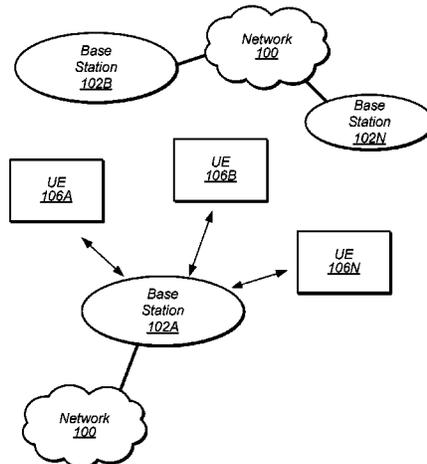 Base
Station
102B
Network
100
Base
Station
102N
UE
106A
UE
106B
UE
106N
Base
Station
102A
Network
100